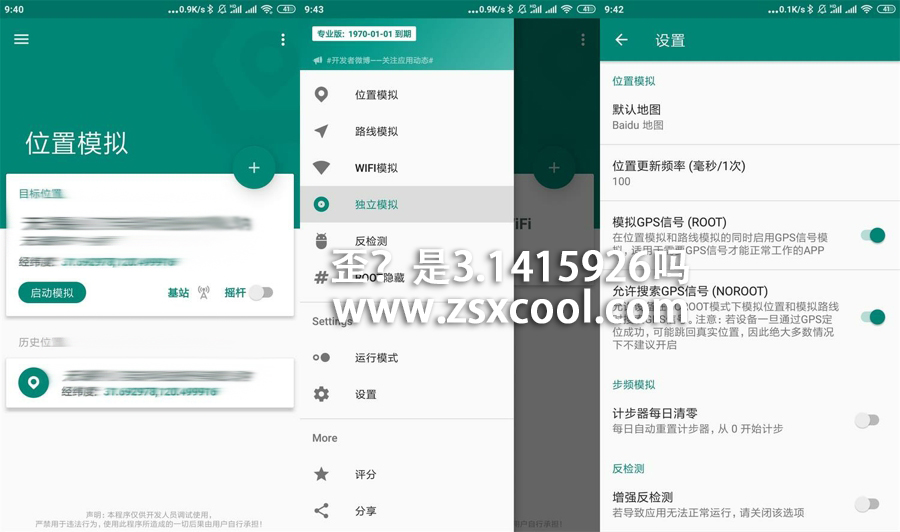 9:40
...0.9K/s
41
位置模拟
目标位置
经纬度:
启动模拟
基站
摇杆
历史位置
经纬度:
声明:本程序仅供开发人员调试使用,
严禁用于违法行为,使用此程序所造成的一切后果由用户自行承担!
9:43
...0.9K/s
41
专业版: 1970-01-01 到期
#开发者微博——关注应用动态#
位置模拟
路线模拟
WIFI模拟
独立模拟
反检测
ROOT隐藏
Settings
运行模式
设置
More
评分
分享
歪?是3.1415926吗
www.zsxcool.com
9:42
...0.1K/s
41
设置
位置模拟
默认地图
Baidu 地图
位置更新频率 (毫秒/1次)
100
模拟GPS信号 (ROOT)
在位置模拟和路线模拟的同时启用GPS信号模
拟,适用于需要GPS信号才能正常工作的APP
允许搜索GPS信号 (NOROOT)
ROOT模式下模拟位置和模拟路线
注意:若设备一旦通过GPS定
位成功,可能跳回真实位置,因此绝大多数情况
下不建议开启
步频模拟
计步器每日清零
每日自动重置计步器,从 0 开始计步
反检测
增强反检测
若导致应用无法正常运行,请关闭该选项